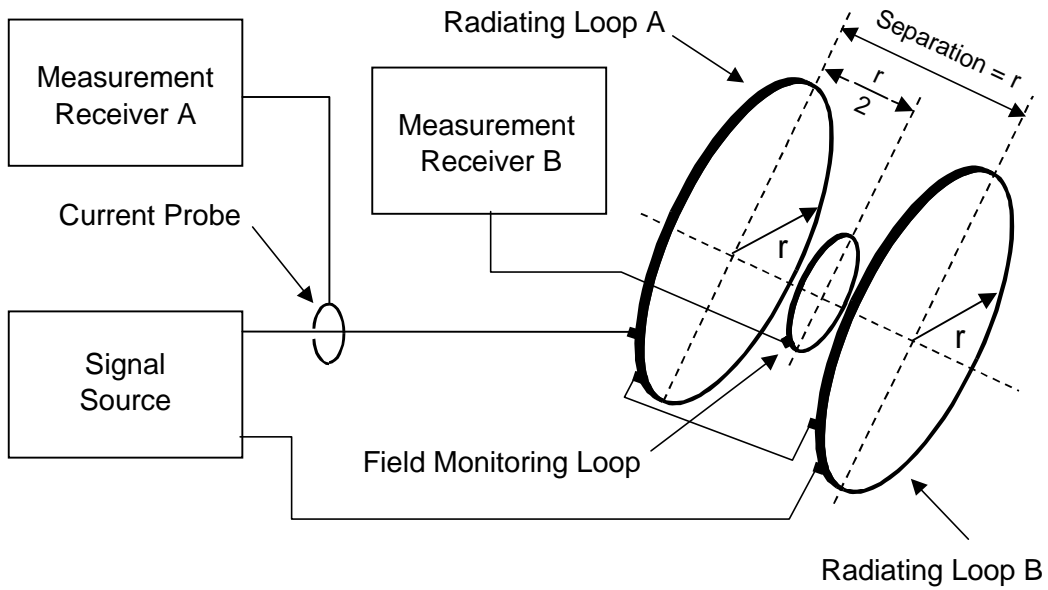 Measurement
Receiver A
Radiating Loop A
Separation = r
r
2
Measurement
Receiver B
Current Probe
r
r
Signal
Source
Field Monitoring Loop
Radiating Loop B